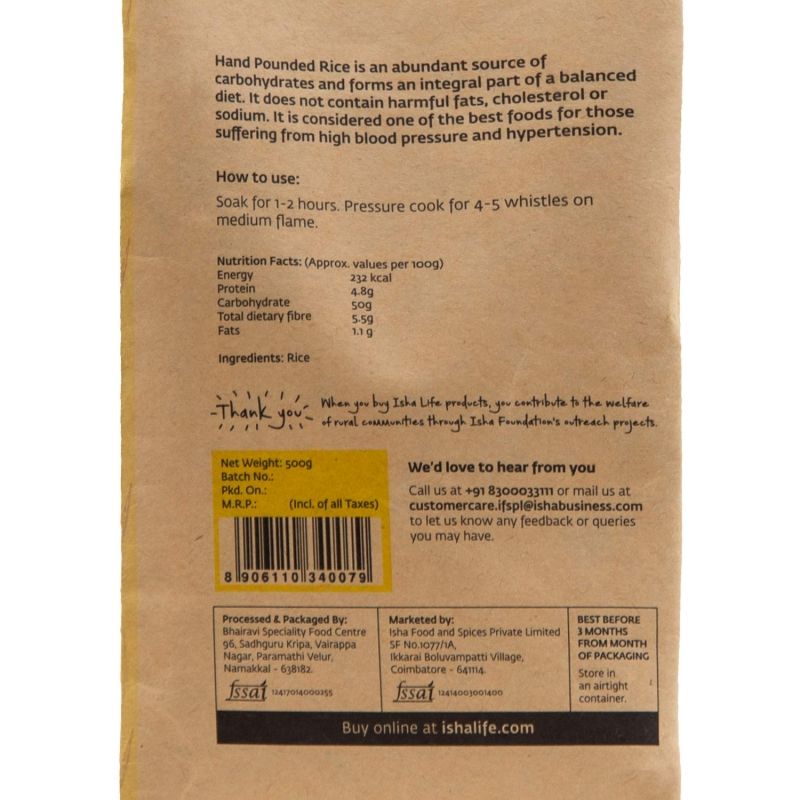 Hand Pounded Rice is an abundant source of
carbohydrates and forms an integral part of a balanced
diet. It does not contain harmful fats, cholesterol or
sodium. It is considered one of the best foods for those
suffering from high blood pressure and hypertension.
How to use:
Soak for 1-2 hours. Pressure cook for 4-5 whistles on
medium flame.
Nutrition Facts: (Approx. values per 100g)
Energy 232 kcal
Protein 4.8g
Carbohydrate 50g
Total dietary fibre 5.5g
Fats 1.1 g
Ingredients: Rice
Thank you
When you buy Isha Life products, you contribute to the welfare
of rural communities through Isha Foundation's outreach projects.
Net Weight: 500g
Batch No.:
Pkd. On.:
M.R.P.: (Incl. of all Taxes)
8 906110 340079
We'd love to hear from you
Call us at +91 8300033111 or mail us at
customercare.ifspl@ishabusiness.com
to let us know any feedback or queries
you may have.
Processed & Packaged By:
Bhairavi Speciality Food Centre
96, Sadhguru Kripa, Vairappa
Nagar, Paramathi Velur,
Namakkal - 638182.
fssai 12417014000255
Marketed by:
Isha Food and Spices Private Limited
SF No.1077/1A,
Ikkarai Boluvampatti Village,
Coimbatore - 641114.
fssai 12414003001400
BEST BEFORE
3 MONTHS
FROM MONTH
OF PACKAGING
Store in
an airtight
container.
Buy online at ishalife.com